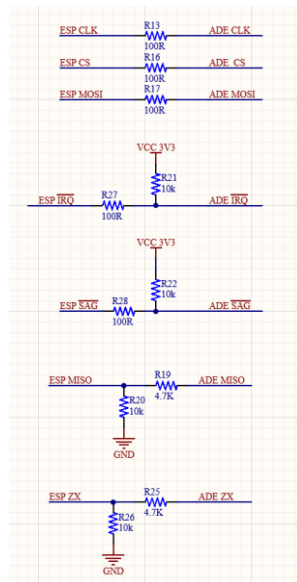 R13
ESP CLK ADE CLK
100R
R16
ESP CS ADE CS
100R
R17
ESP MOSI ADE MOSI
100R
VCC 3V3
R21
10k
R27
ESP IRQ ADE IRQ
100R
VCC 3V3
R22
10k
R28
ESP SAG ADE SAG
100R
R19
ESP MISO ADE MISO
4.7K
R20
10k
GND
R25
ESP ZX ADE ZX
4.7K
R26
10k
GND